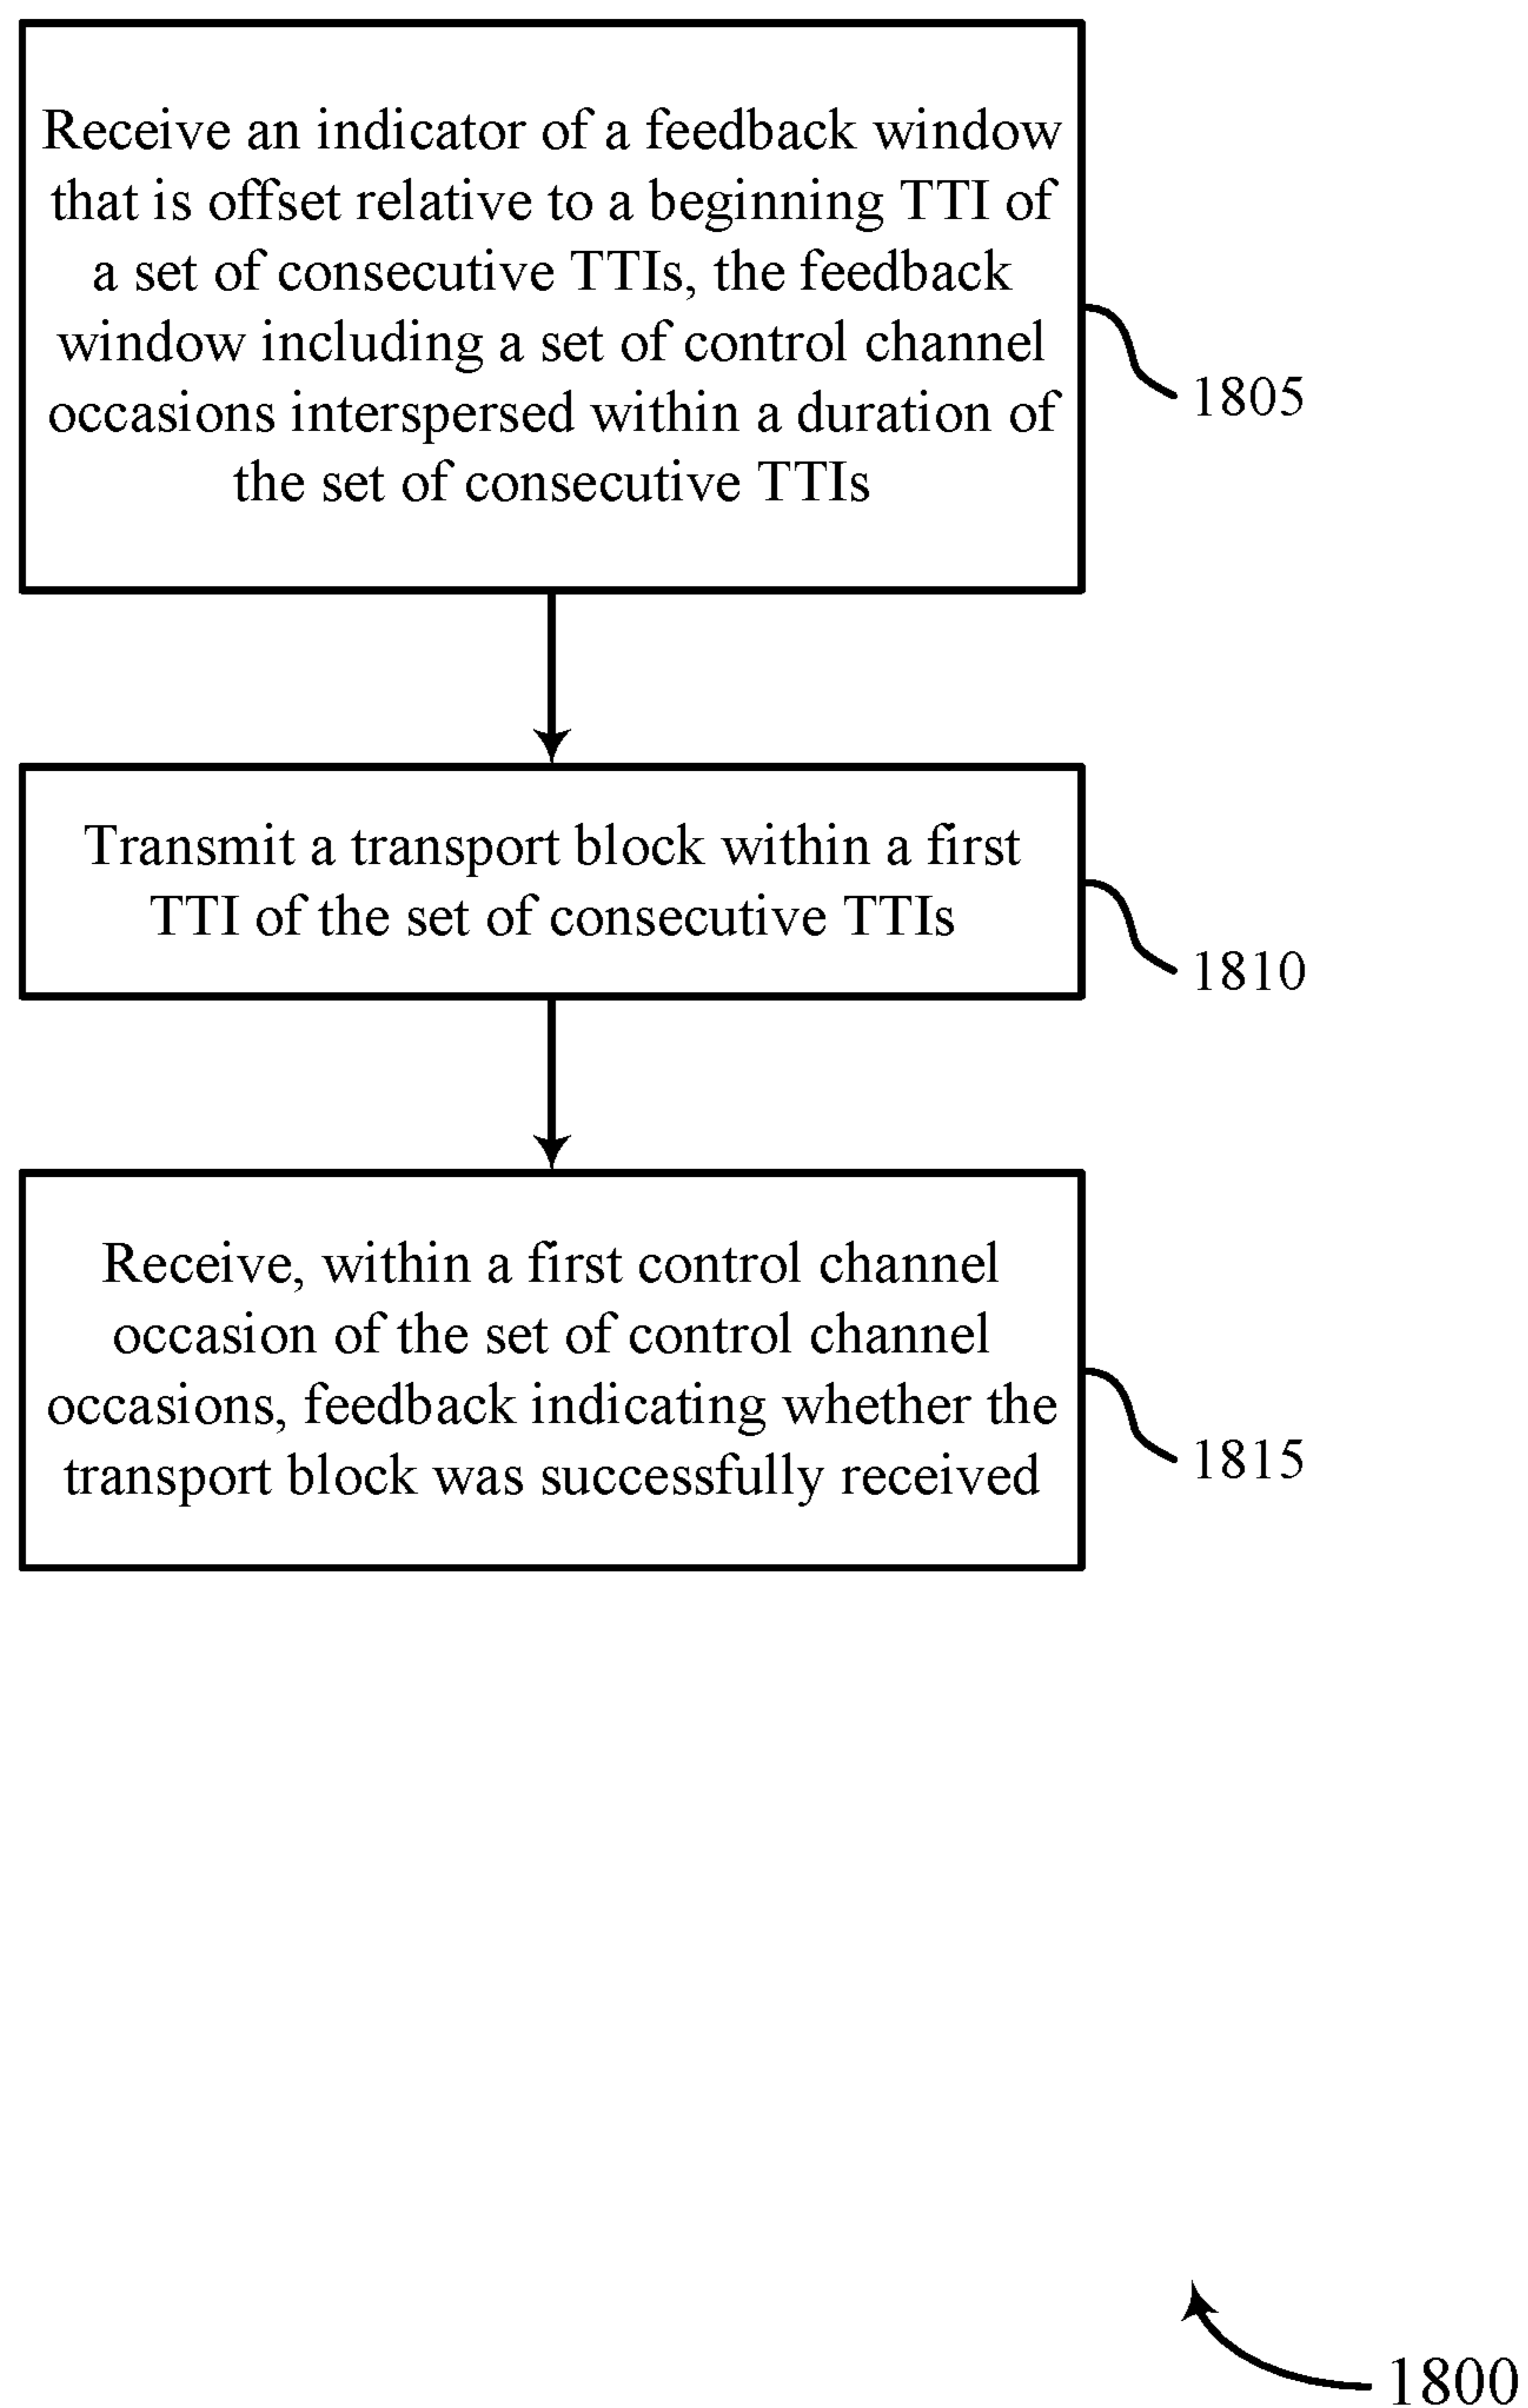 Receive an indicator of a feedback window
that is offset relative to a beginning TTI of
a set of consecutive TTIs, the feedback
window including a set of control channel
occasions interspersed within a duration of
the set of consecutive TTIs
1805
Transmit a transport block within a first
TTI of the set of consecutive TTIs
1810
Receive, within a first control channel
occasion of the set of control channel
occasions, feedback indicating whether the
transport block was successfully received
1815
1800